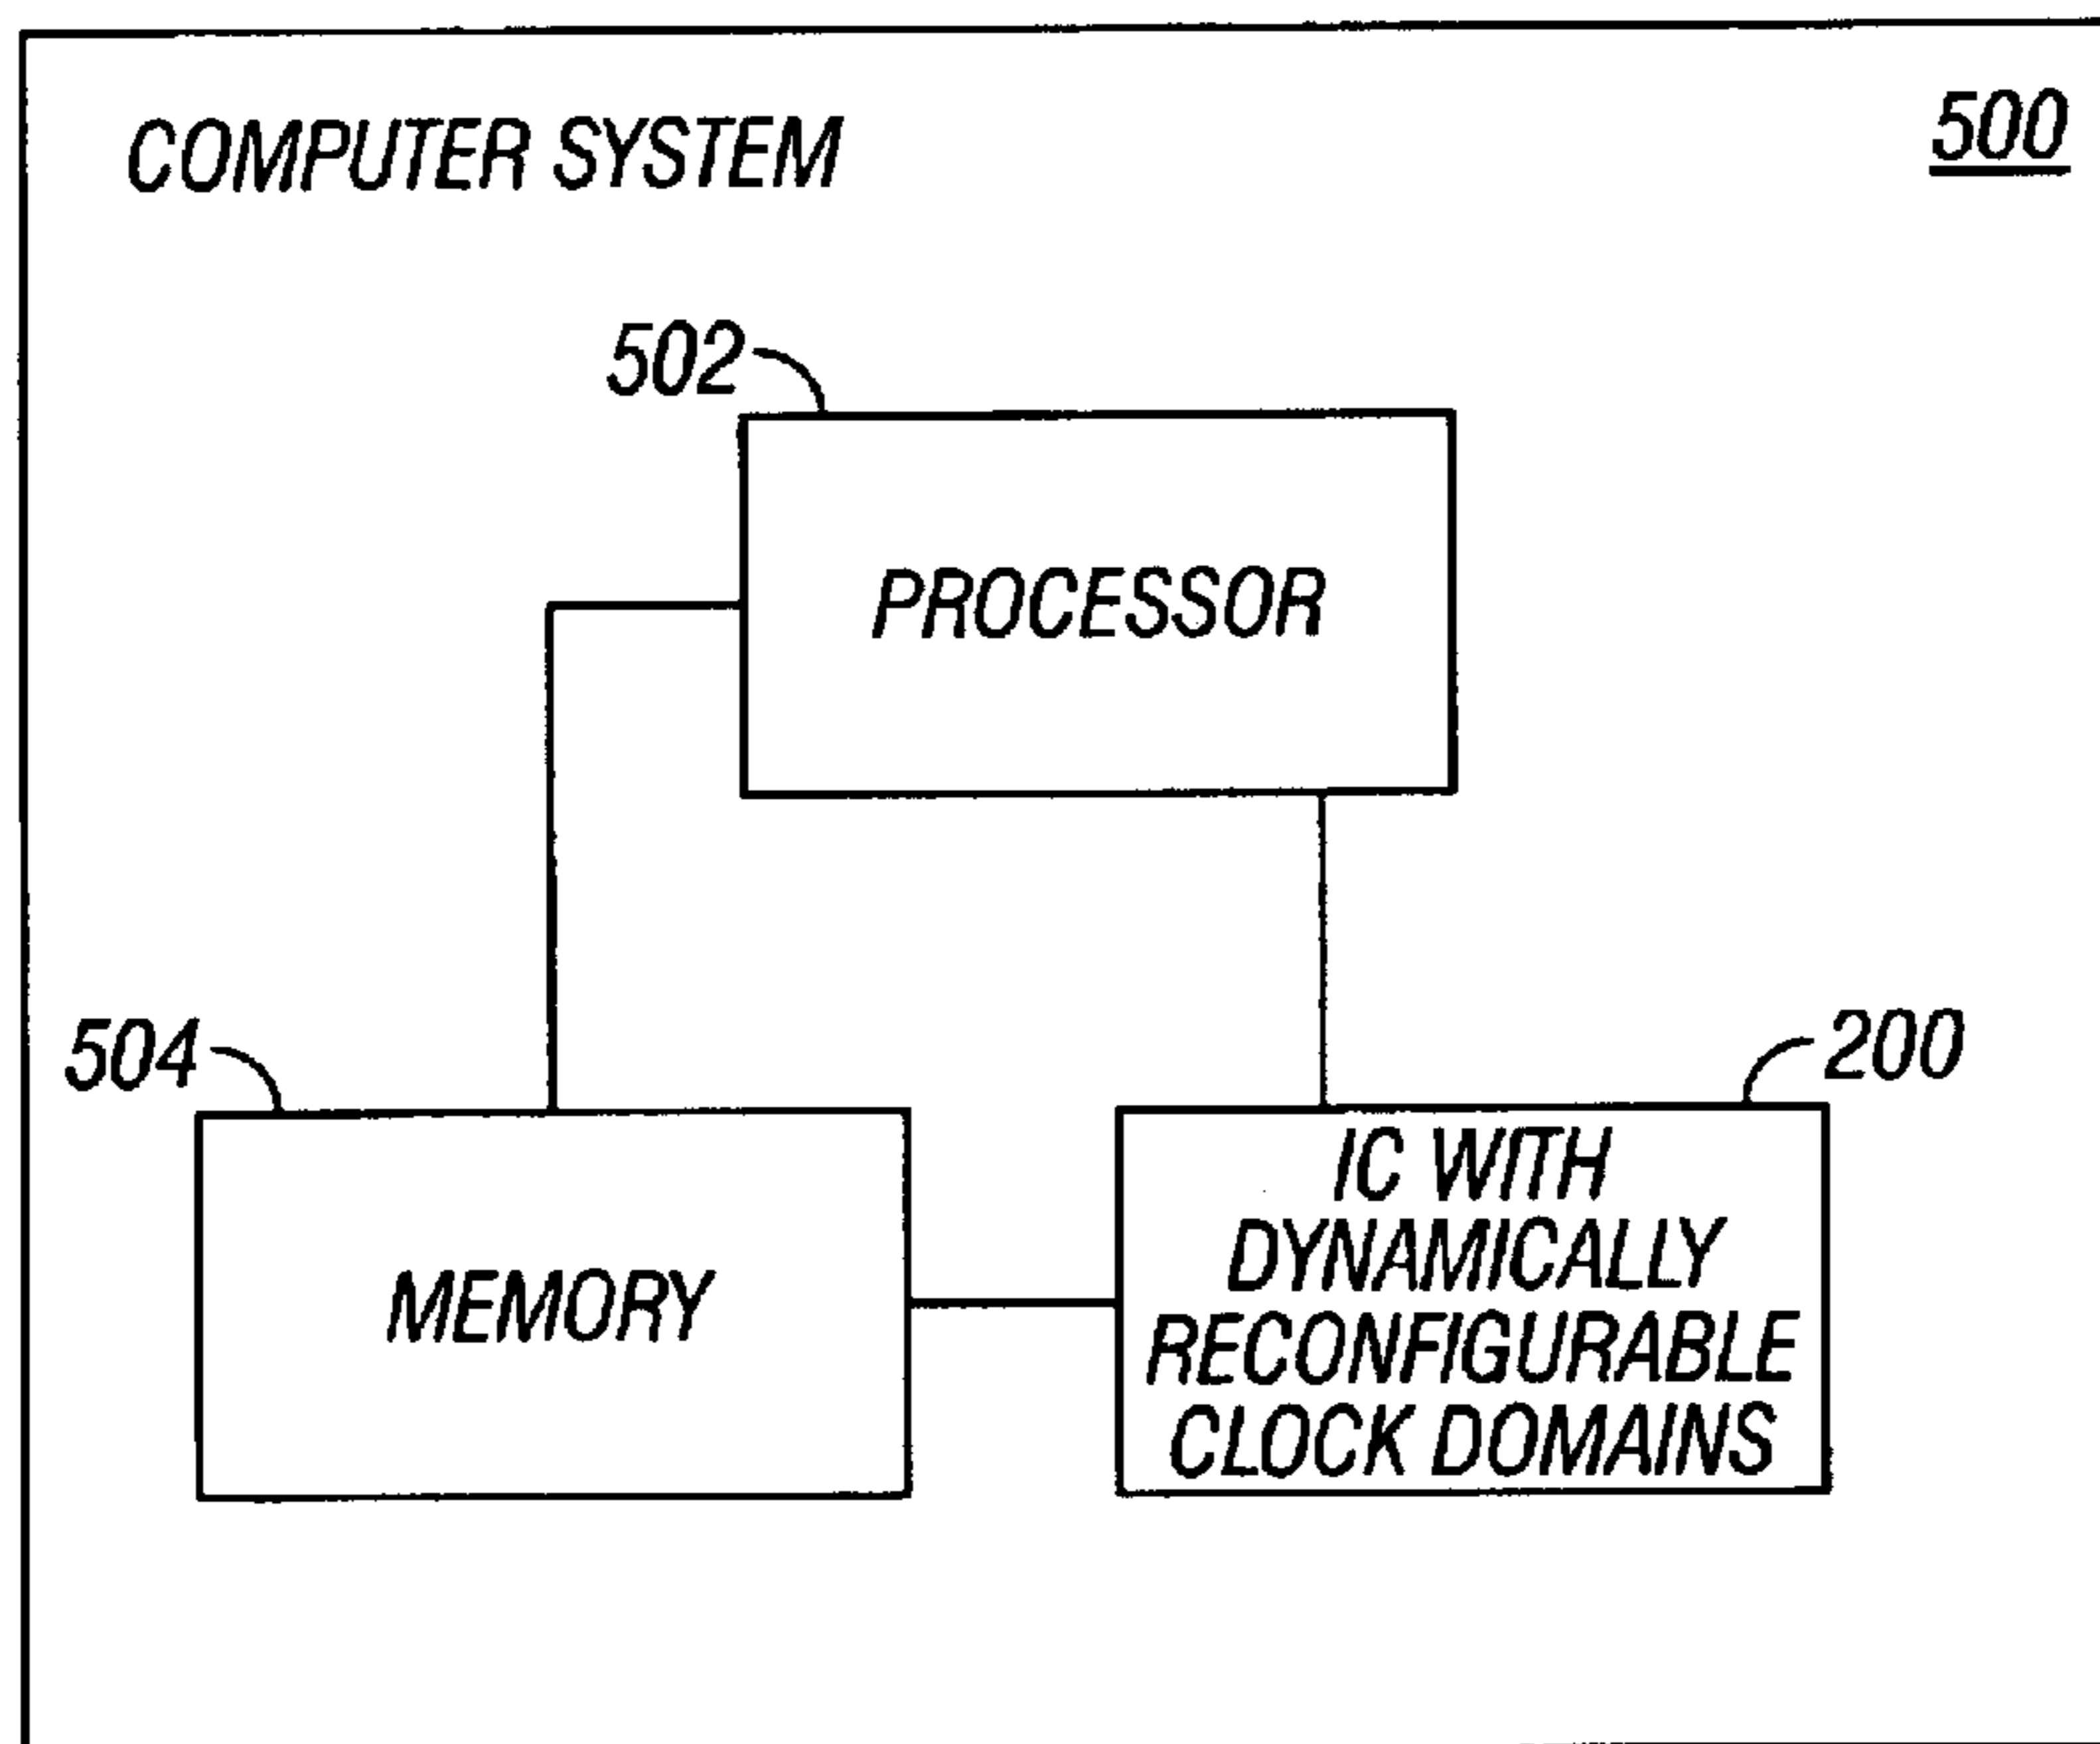 COMPUTER SYSTEM
500
502
PROCESSOR
504
200
MEMORY
IC WITH
DYNAMICALLY
RECONFIGURABLE
CLOCK DOMAINS